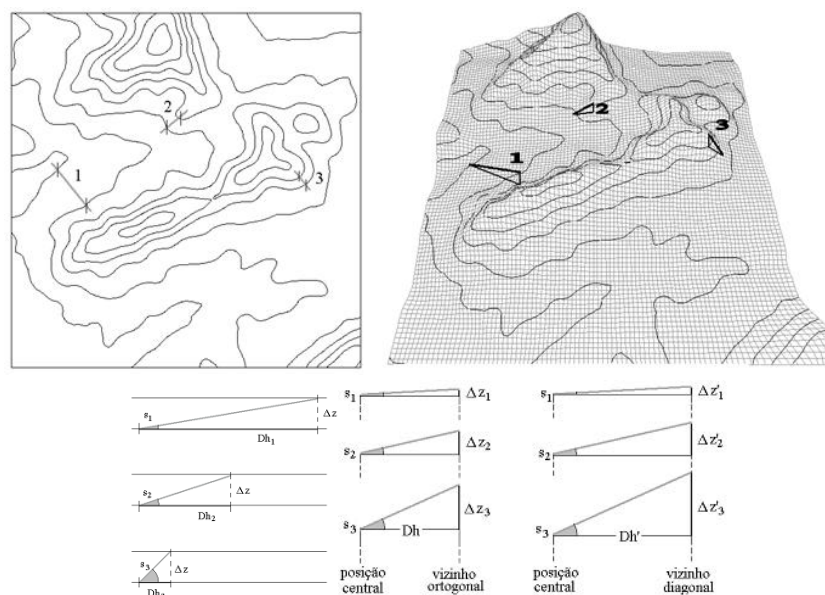 2
1
3
2
1
3
s₁
Δz
Dh₁
s₂
Δz
Dh₂
s₃
Δz
s₁
Δz₁
s₂
Δz₂
s₃
Dh
Δz₃
posição central
vizinho ortogonal
s₁
Δz'₁
s₂
Δz'₂
s₃
Dh'
Δz'₃
posição central
vizinho diagonal